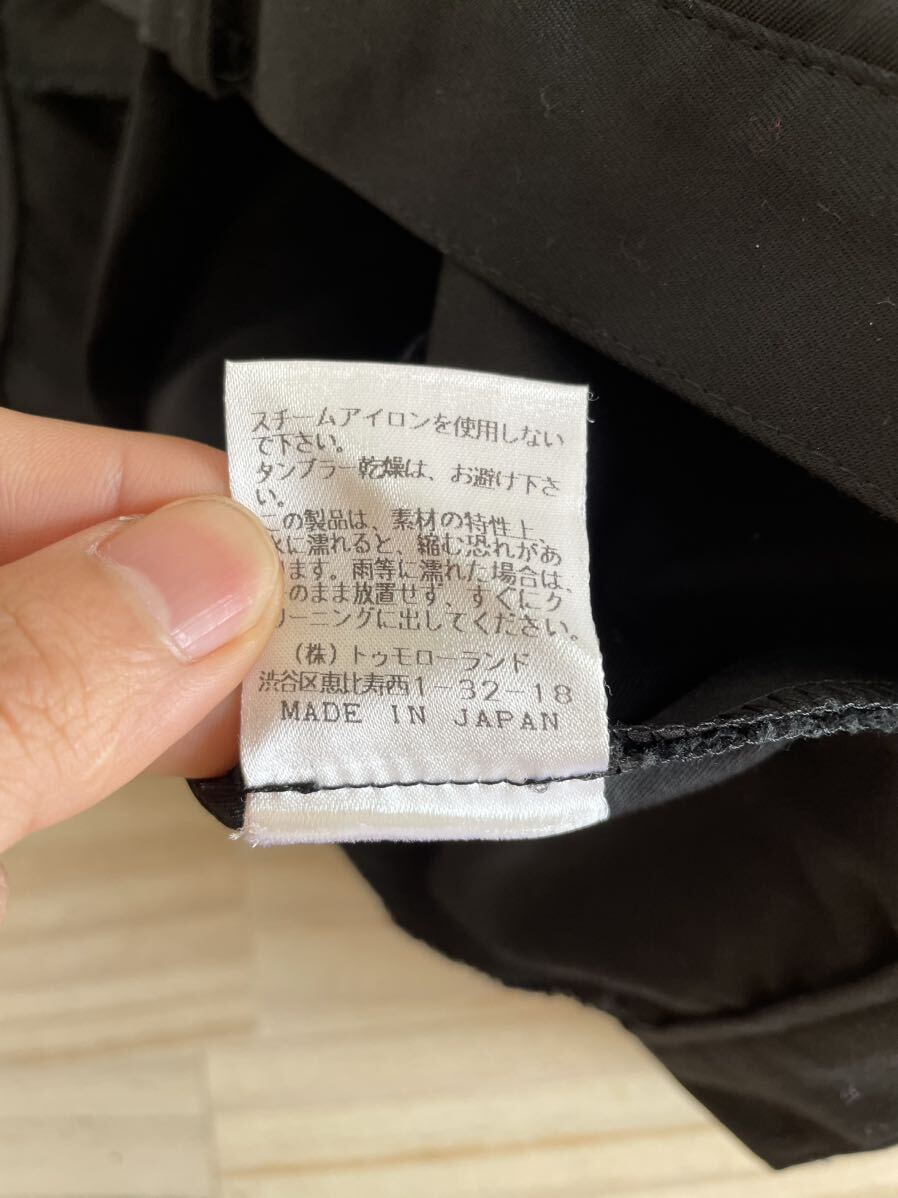 スチームアイロンを使用しない
で下さい。
タンブラー乾燥は、お避け下さ
い。
この製品は、素材の特性上、
水に濡れると、縮む恐れがあ
ります。雨等に濡れた場合は、
そのまま放置せず、すぐにク
リーニングに出してください。
(株)トゥモローランド
渋谷区恵比寿西1-32-18
MADE IN JAPAN